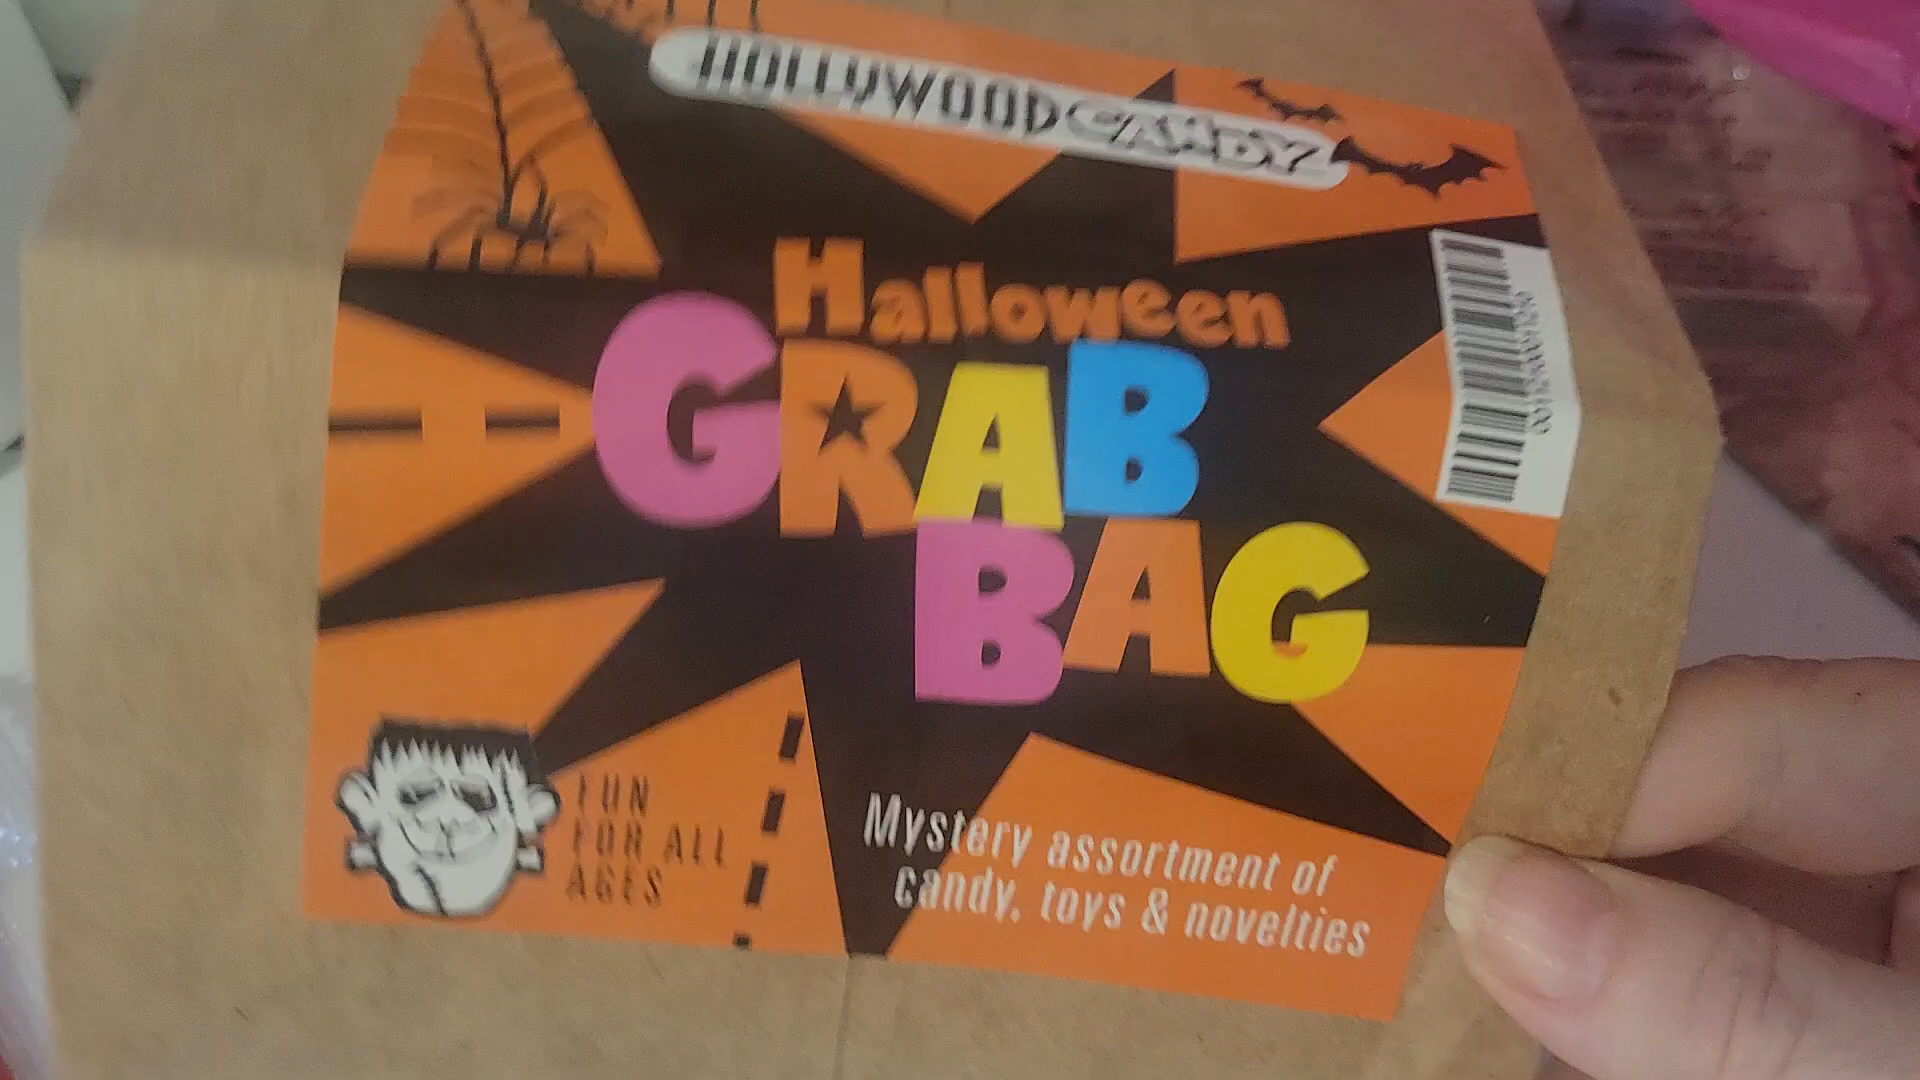 HOLLYWOOD CANDY
Halloween
GRAB
BAG
FUN
FOR ALL
AGES
Mystery assortment of
candy, toys & novelties